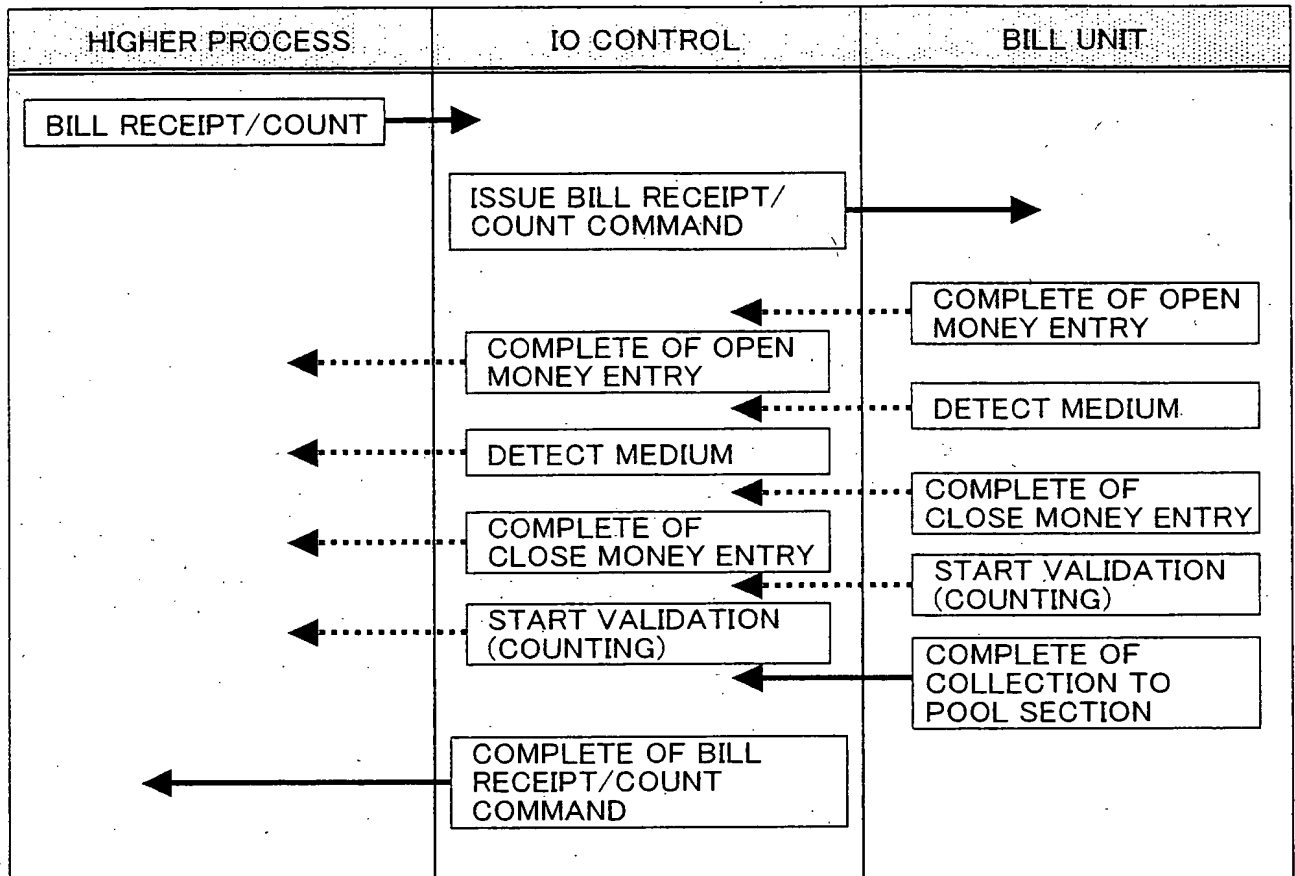 HIGHER PROCESS
IO CONTROL
BILL UNIT
BILL RECEIPT/COUNT
ISSUE BILL RECEIPT/
COUNT COMMAND
COMPLETE OF OPEN
MONEY ENTRY
COMPLETE OF OPEN
MONEY ENTRY
DETECT MEDIUM
DETECT MEDIUM
COMPLETE OF
CLOSE MONEY ENTRY
COMPLETE OF
CLOSE MONEY ENTRY
START VALIDATION
(COUNTING)
START VALIDATION
(COUNTING)
COMPLETE OF
COLLECTION TO
POOL SECTION
COMPLETE OF BILL
RECEIPT/COUNT
COMMAND